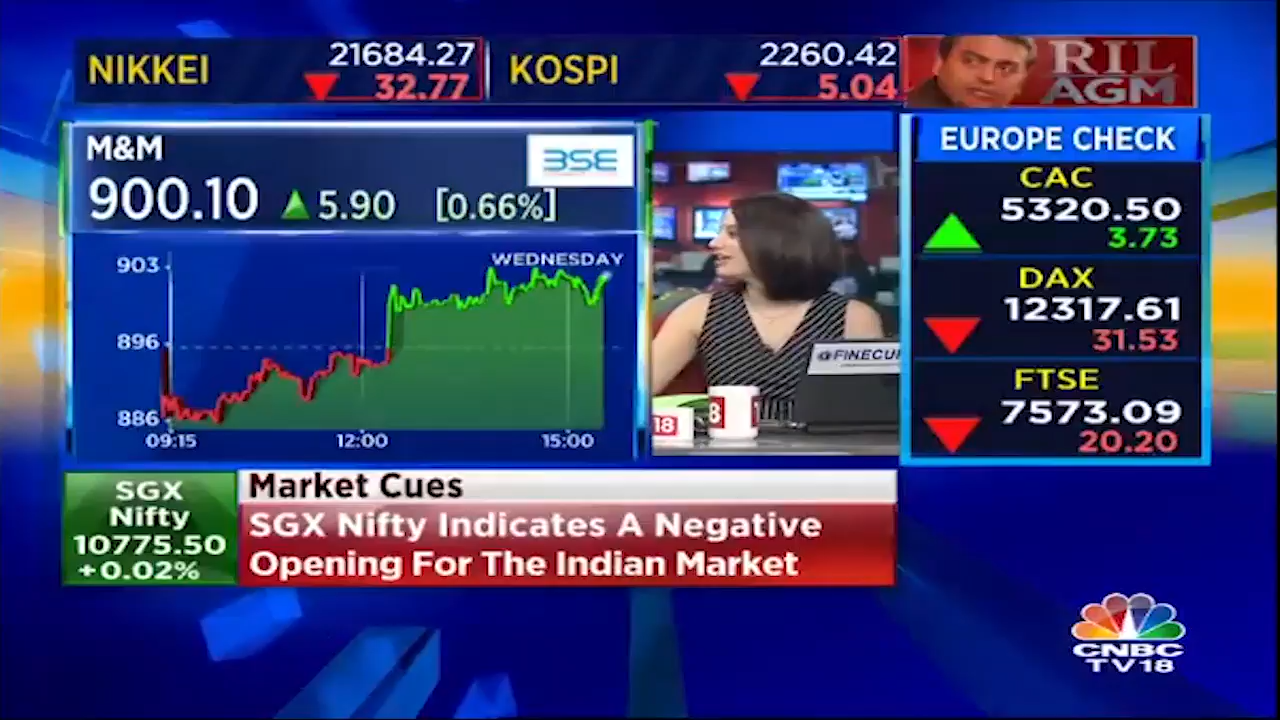 NIKKEI 21684.27
32.77
KOSPI 2260.42
5.04
RIL
AGM
M&M
900.10 5.90 [0.66%]
BSE
WEDNESDAY
903
896
886
09:15 12:00 15:00
@FINECU
18
8
EUROPE CHECK
CAC
5320.50
3.73
DAX
12317.61
31.53
FTSE
7573.09
20.20
SGX
Nifty
10775.50
+0.02%
Market Cues
SGX Nifty Indicates A Negative
Opening For The Indian Market
CNBC
TV18